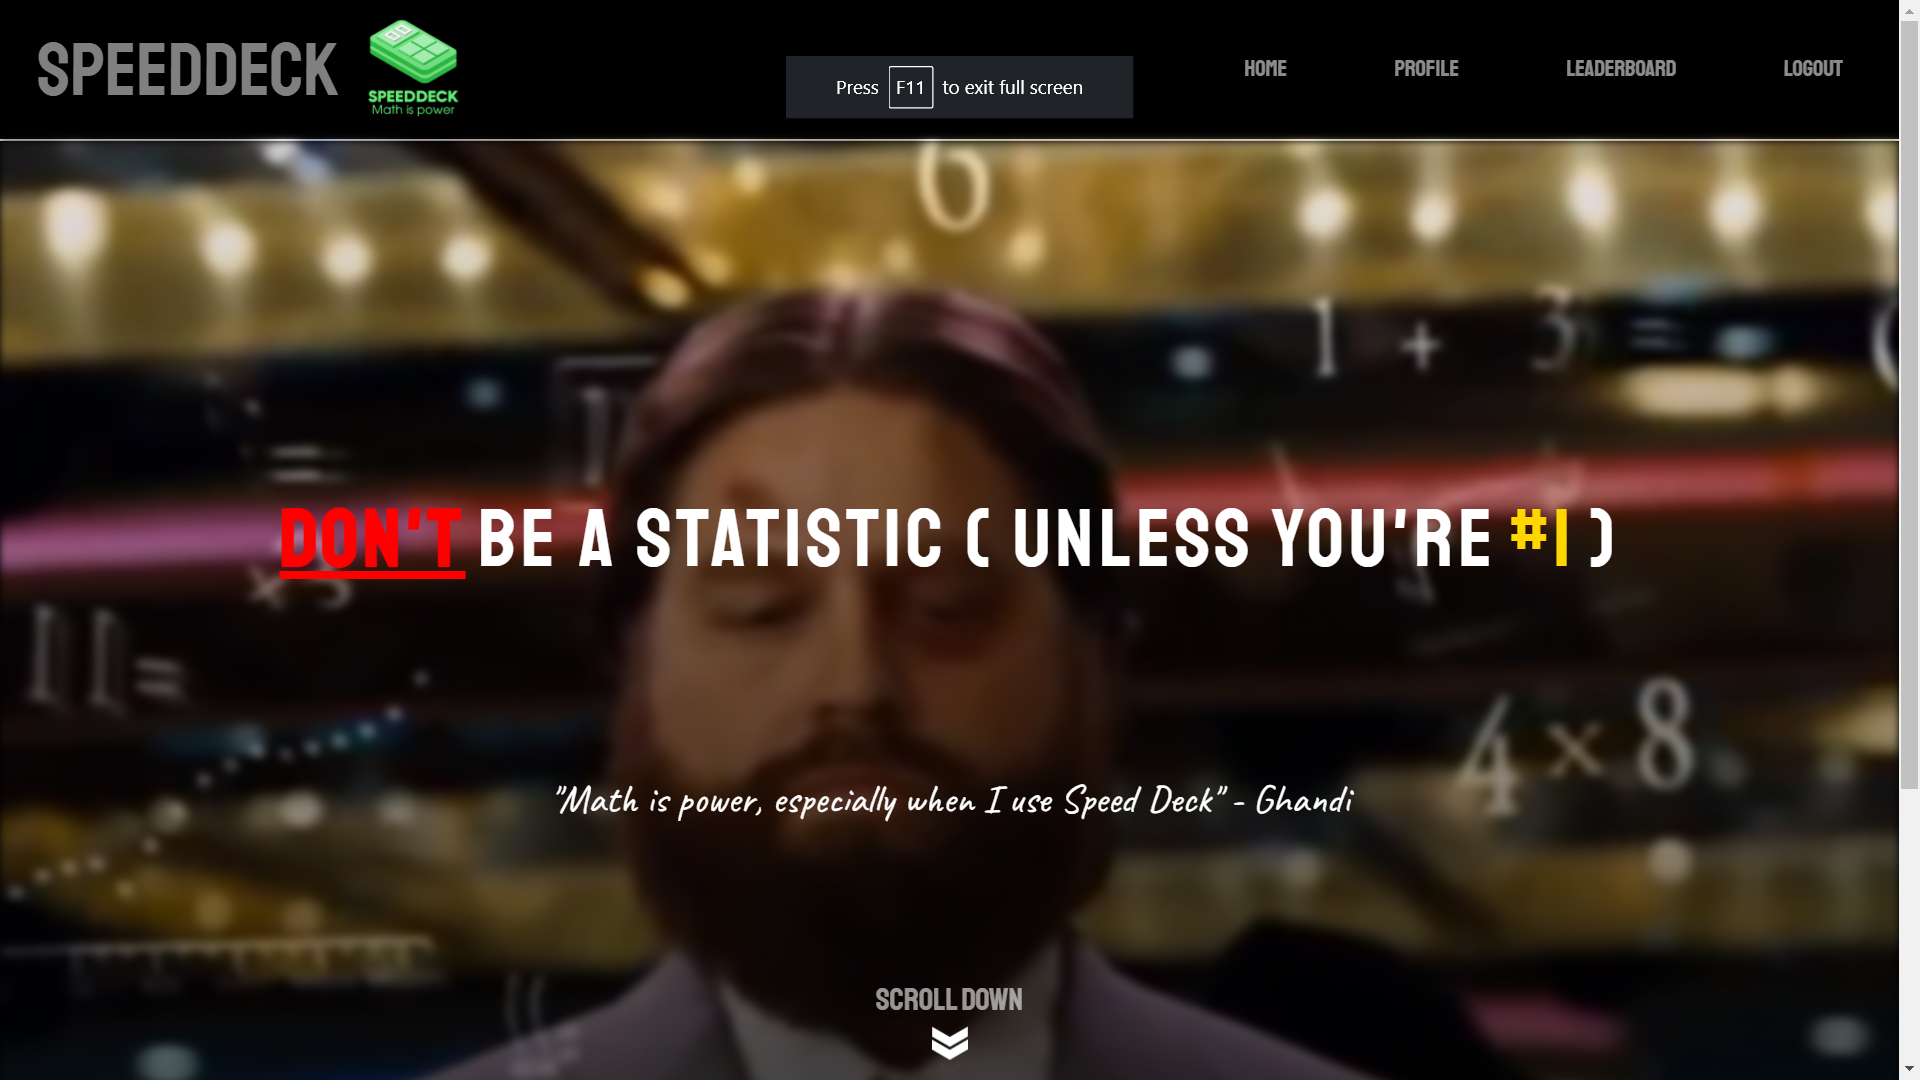 SPEEDDECK
SPEEDDECK
Math is power
Press F11 to exit full screen
HOME PROFILE LEADERBOARD LOGOUT
6
1 + 3 = (
=
× 3
11=
DON'T BE A STATISTIC ( UNLESS YOU'RE #1 )
4 × 8
"Math is power, especially when I use Speed Deck" - Ghandi
SCROLL DOWN